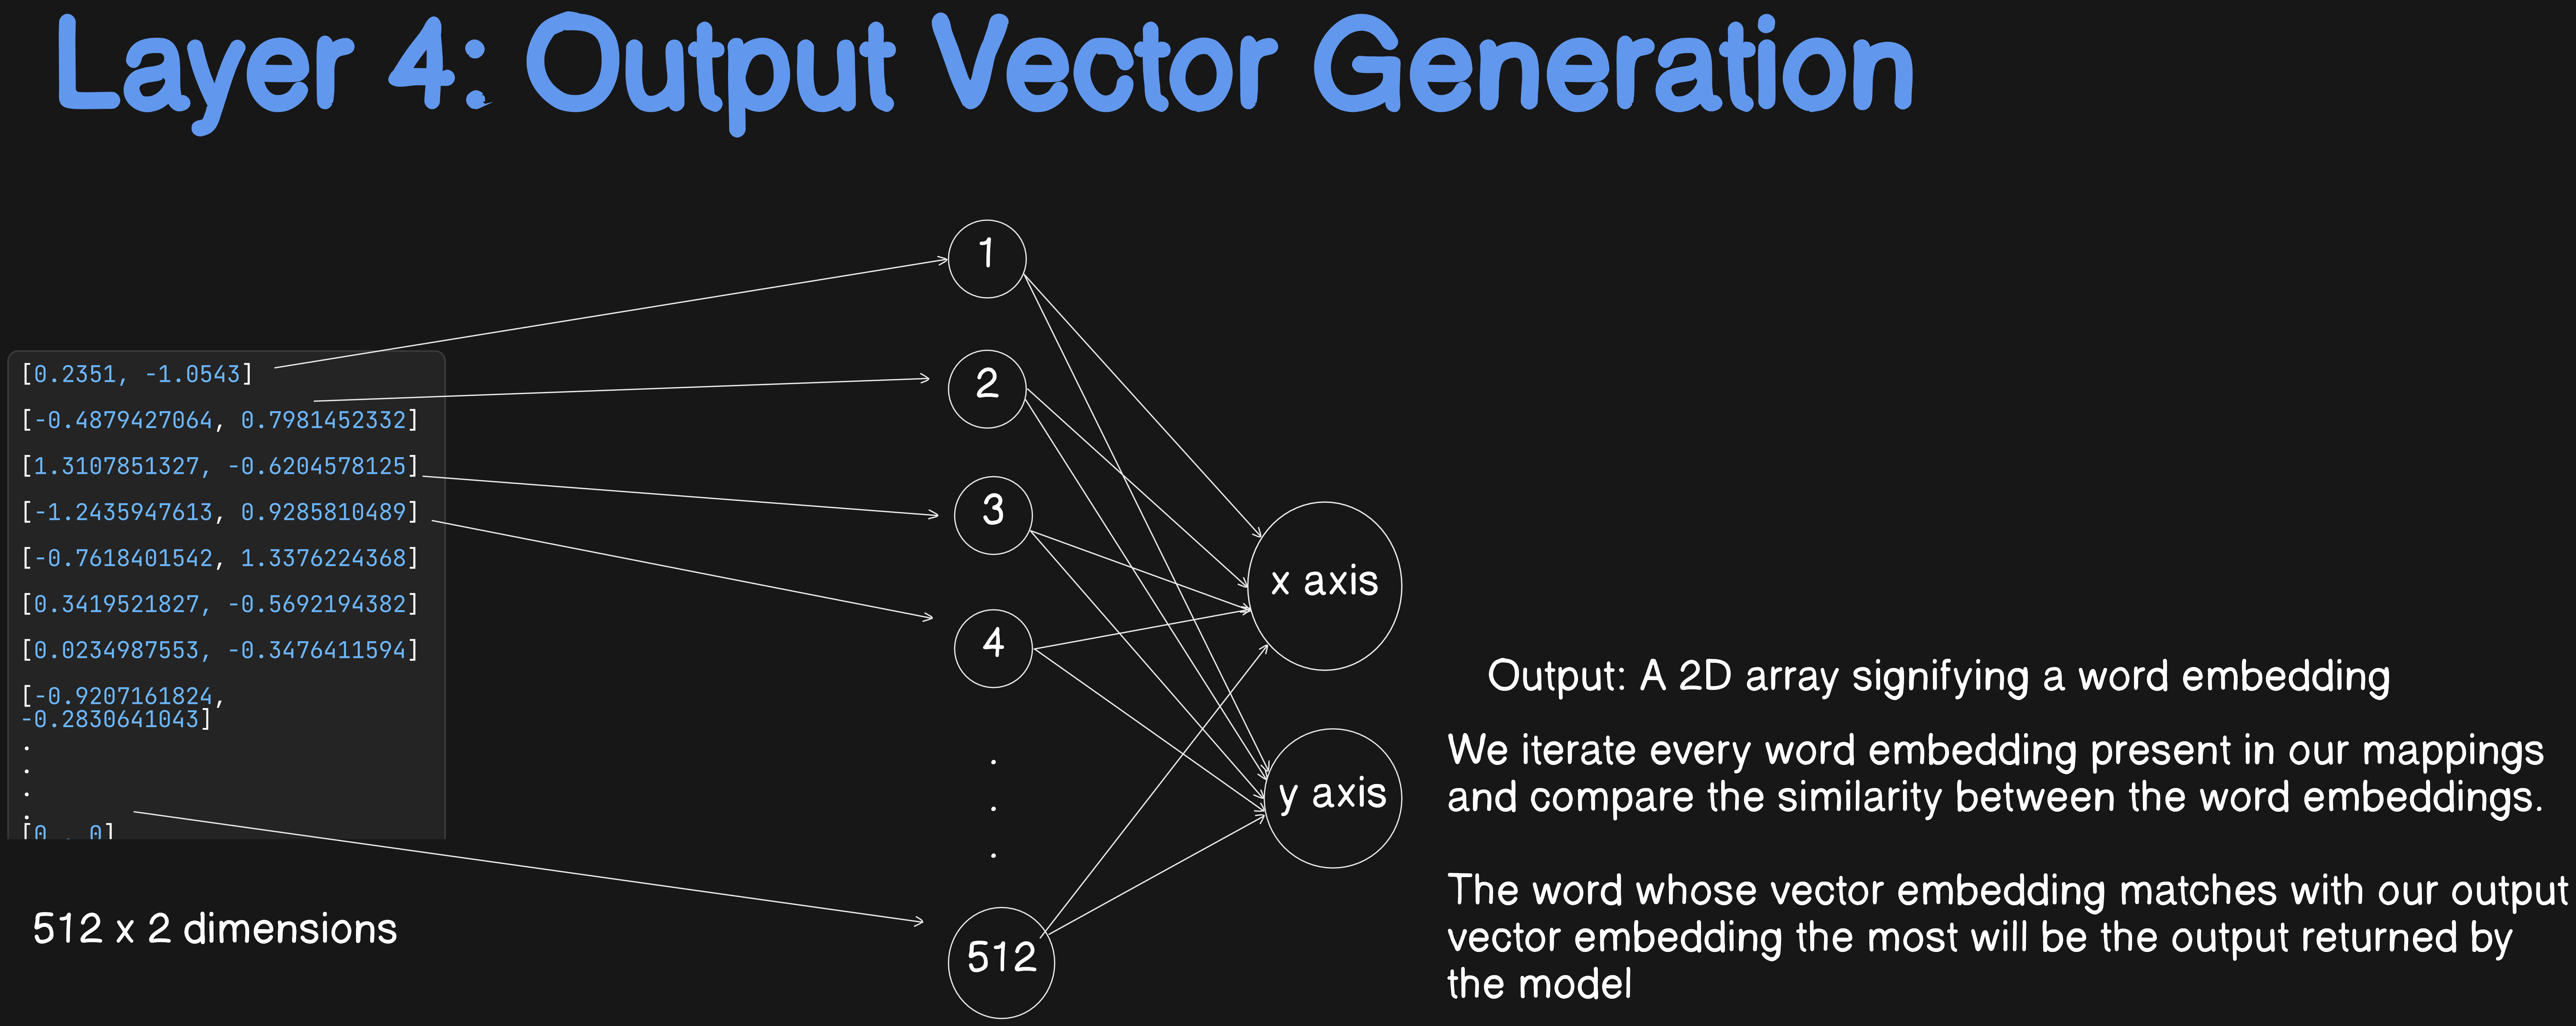 Layer 4: Output Vector Generation
[0.2351, -1.0543]
[-0.4879427064, 0.7981452332]
[1.3107851327, -0.6204578125]
[-1.2435947613, 0.9285810489]
[-0.7618401542, 1.3376224368]
[0.3419521827, -0.5692194382]
[0.0234987553, -0.3476411594]
[-0.9207161824,
-0.2830641043]
.
.
.
.
[0 , 0]
512 x 2 dimensions
1
2
3
4
.
.
.
512
x axis
y axis
Output: A 2D array signifying a word embedding
We iterate every word embedding present in our mappings
and compare the similarity between the word embeddings.
The word whose vector embedding matches with our output
vector embedding the most will be the output returned by
the model